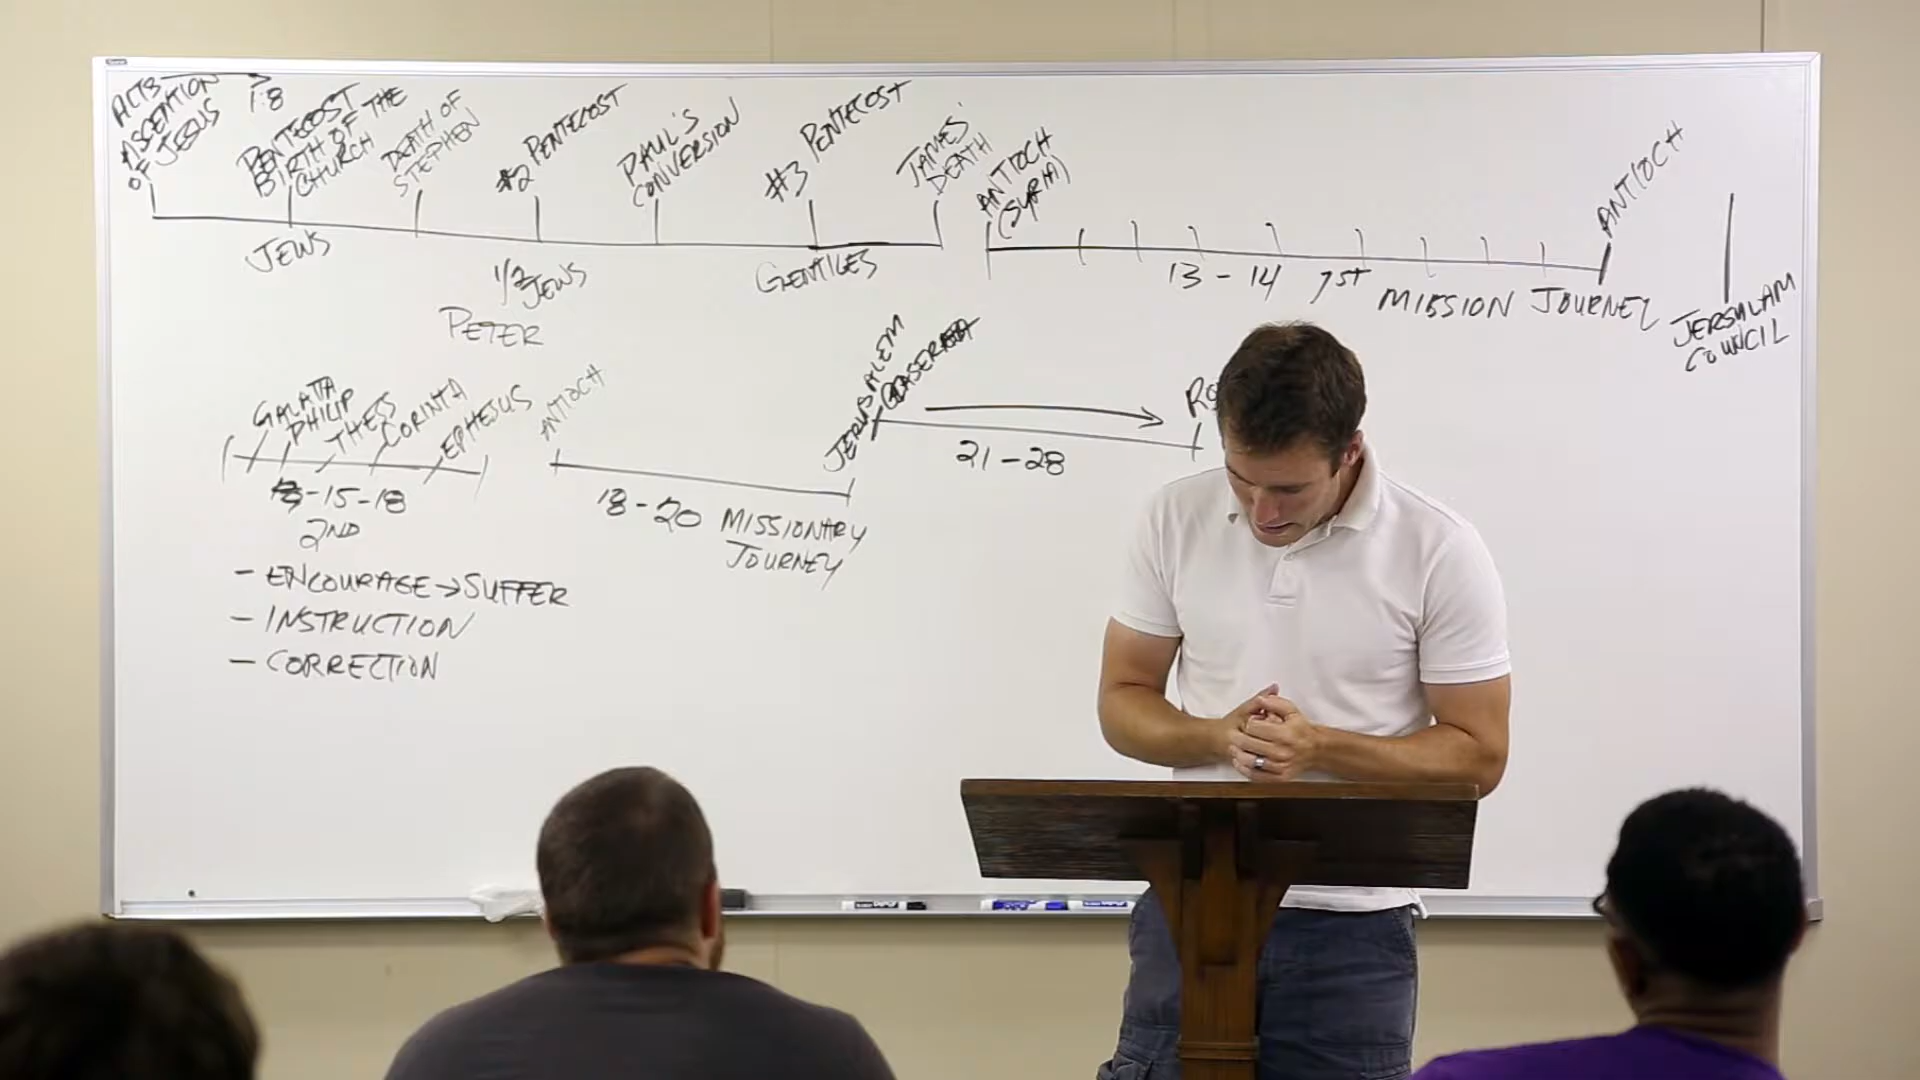 ACTS 1:8
ASCENTION
OF JESUS
PENTECOST
BIRTH OF THE
CHURCH
DEATH OF
STEPHEN
#2 PENTECOST
PAUL'S
CONVERSION
#3 PENTECOST
JAMES'
DEATH
JEWS
1/2 JEWS
GENTILES
PETER
ANTIOCH
(SYRIA)
13 - 14 1ST MISSION JOURNEY
ANTIOCH
JERSULAM
COUNCIL
GALATIA
PHILIP
THESS
CORINTH
EPHESUS
-15-18
2ND
- ENCOURAGE → SUFFER
- INSTRUCTION
- CORRECTION
ANTIOCH
18 - 20 MISSIONARY
JOURNEY
JERUSALEM
21 - 28